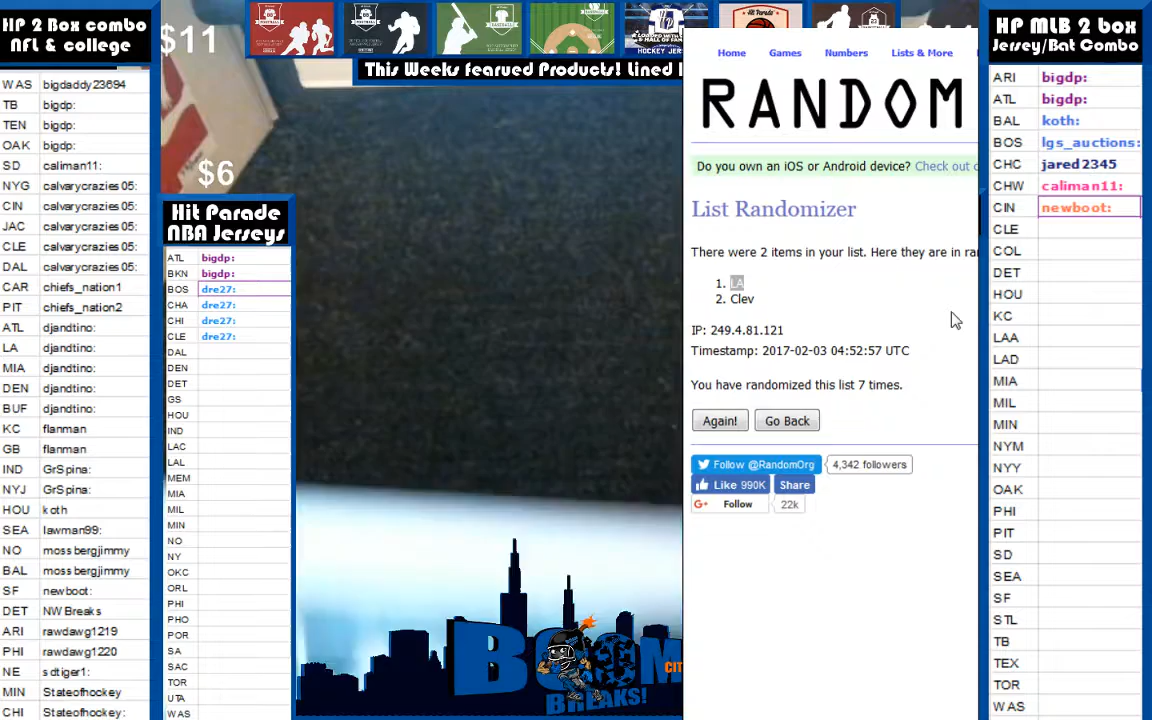 HP 2 Box combo
NFL & college
WAS bigdaddy23694
TB bigdp:
TEN bigdp:
OAK bigdp:
SD caliman11:
NYG calvarycrazies05:
CIN calvarycrazies05:
JAC calvarycrazies05:
CLE calvarycrazies05:
DAL calvarycrazies05:
CAR chiefs_nation1
PIT chiefs_nation2
ATL djandtino:
LA djandtino:
MIA djandtino:
DEN djandtino:
BUF djandtino:
KC flanman
GB flanman
IND GrSpina:
NYJ GrSpina:
HOU koth
SEA lawman99:
NO mossbergjimmy
BAL mossbergjimmy
SF newboot:
DET NW Breaks
ARI rawdawg1219
PHI rawdawg1220
NE sdtiger1:
MIN Stateofhockey
CHI Stateofhockey:
$11
$6
This Weeks fearued Products! Lined
Hit Parade
NBA Jerseys
ATL bigdp:
BKN bigdp:
BOS dre27:
CHA dre27:
CHI dre27:
CLE dre27:
DAL
DEN
DET
GS
HOU
IND
LAC
LAL
MEM
MIA
MIL
MIN
NO
NY
OKC
ORL
PHI
PHO
POR
SA
SAC
TOR
UTA
WAS
BOOM
CIT
BREAKS!
Home Games Numbers Lists & More
RANDOM
Do you own an iOS or Android device? Check out
List Randomizer
There were 2 items in your list. Here they are in ran
1. LA
2. Clev
IP: 249.4.81.121
Timestamp: 2017-02-03 04:52:57 UTC
You have randomized this list 7 times.
Again! Go Back
Follow @RandomOrg 4,342 followers
Like 990K Share
G+ Follow 22k
HP MLB 2 box
Jersey/Bat Combo
ARI bigdp:
ATL bigdp:
BAL koth:
BOS lgs_auctions:
CHC jared2345
CHW caliman11:
CIN newboot:
CLE
COL
DET
HOU
KC
LAA
LAD
MIA
MIL
MIN
NYM
NYY
OAK
PHI
PIT
SD
SEA
SF
STL
TB
TEX
TOR
WAS